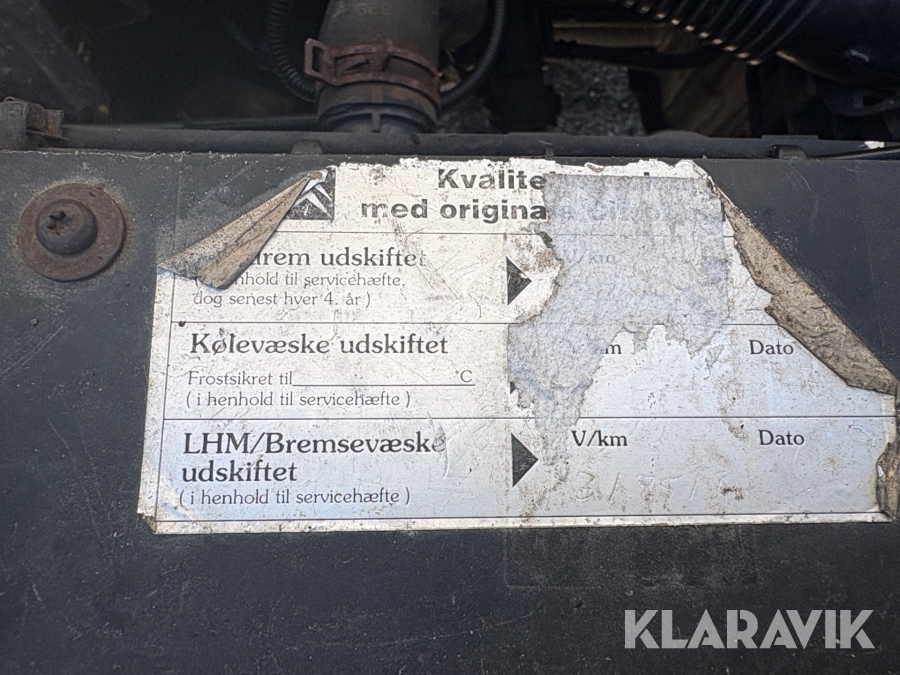 Kvalite
med origina
rem udskiftet
( henhold til servicehæfte,
dog senest hver 4. år )
V/km
Kølevæske udskiftet
Frostsikret til °C
( i henhold til servicehæfte )
m Dato
LHM/Bremsevæske
udskiftet
( i henhold til servicehæfte )
V/km Dato
KLARAVIK